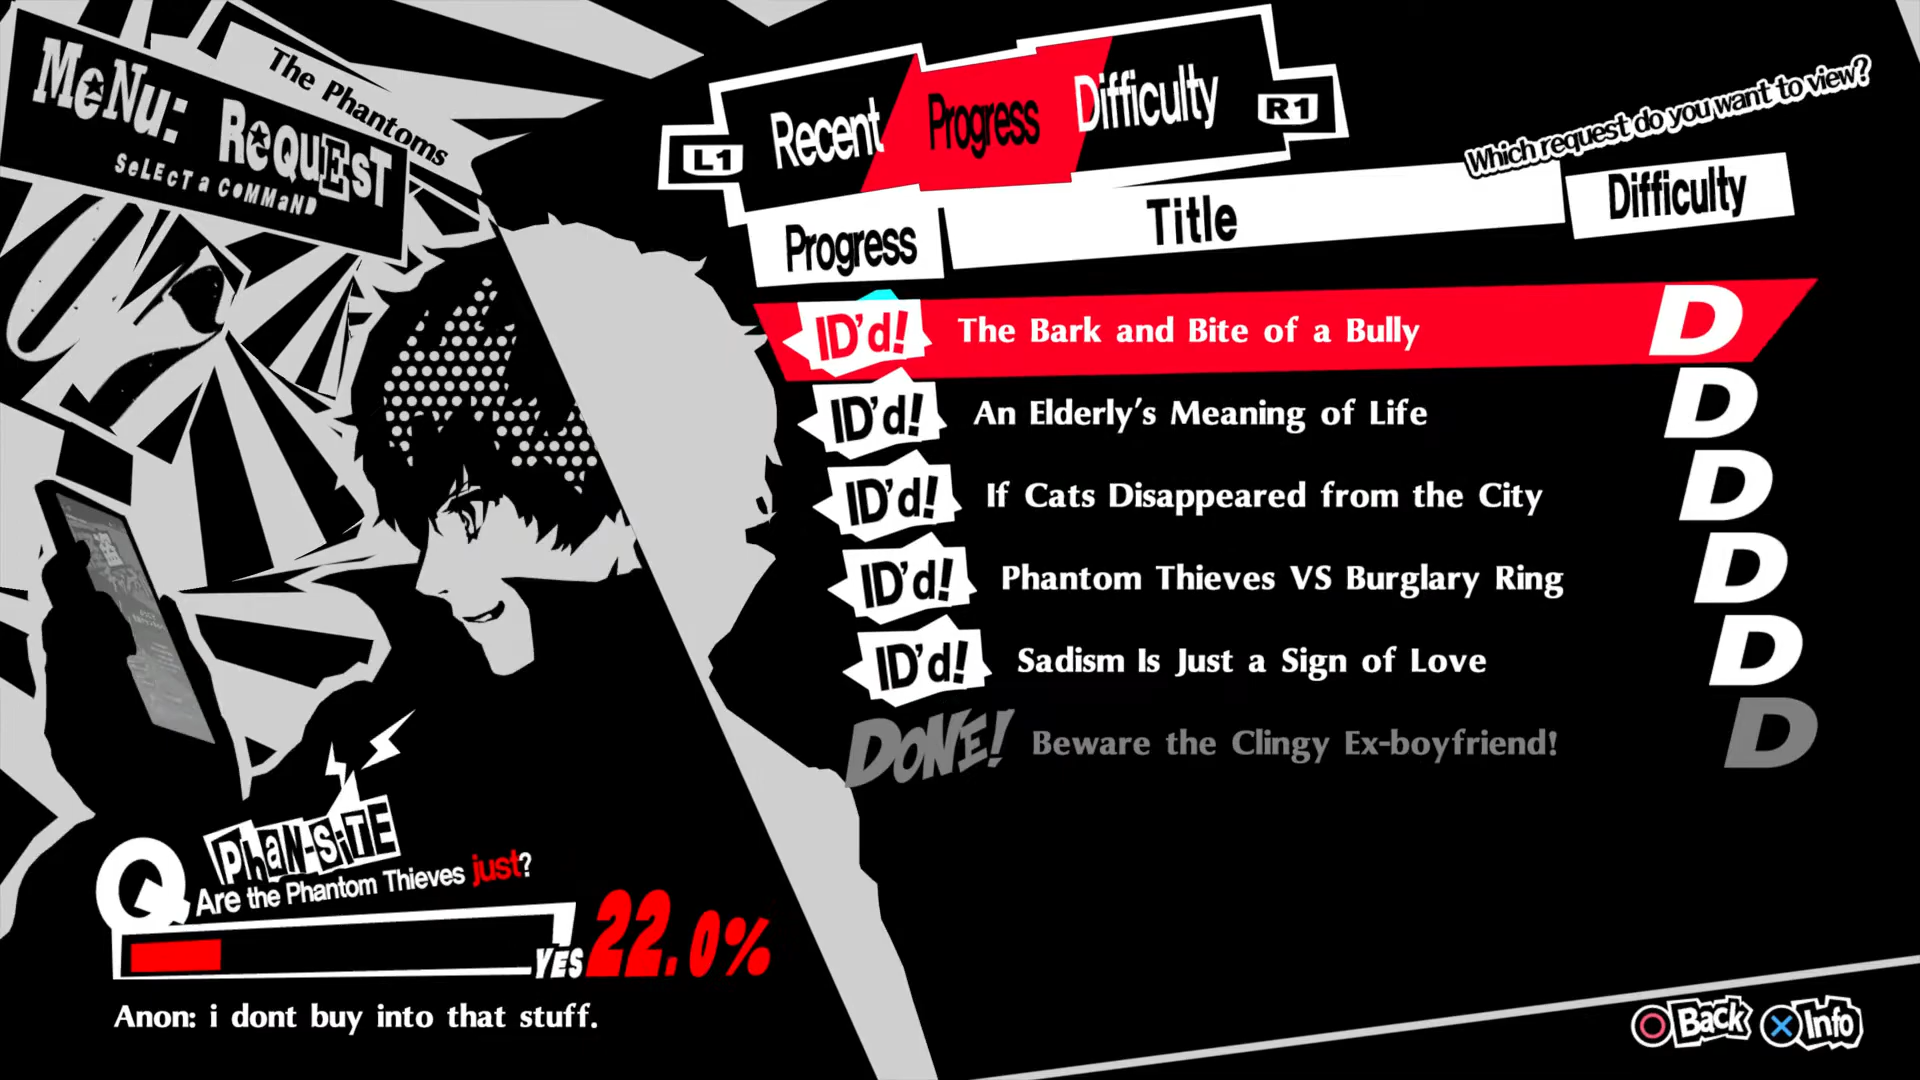 The Phantoms
MeNu: ReQUEST
SeLEcT a CoMMaND
L1 Recent Progress Difficulty R1
Which request do you want to view?
Progress Title Difficulty
ID'd! The Bark and Bite of a Bully D
ID'd! An Elderly's Meaning of Life D
ID'd! If Cats Disappeared from the City D
ID'd! Phantom Thieves VS Burglary Ring D
ID'd! Sadism Is Just a Sign of Love D
DONE! Beware the Clingy Ex-boyfriend! D
PhaN-SiTE
Q Are the Phantom Thieves just?
YES 22.0%
Anon: i dont buy into that stuff.
Back Info